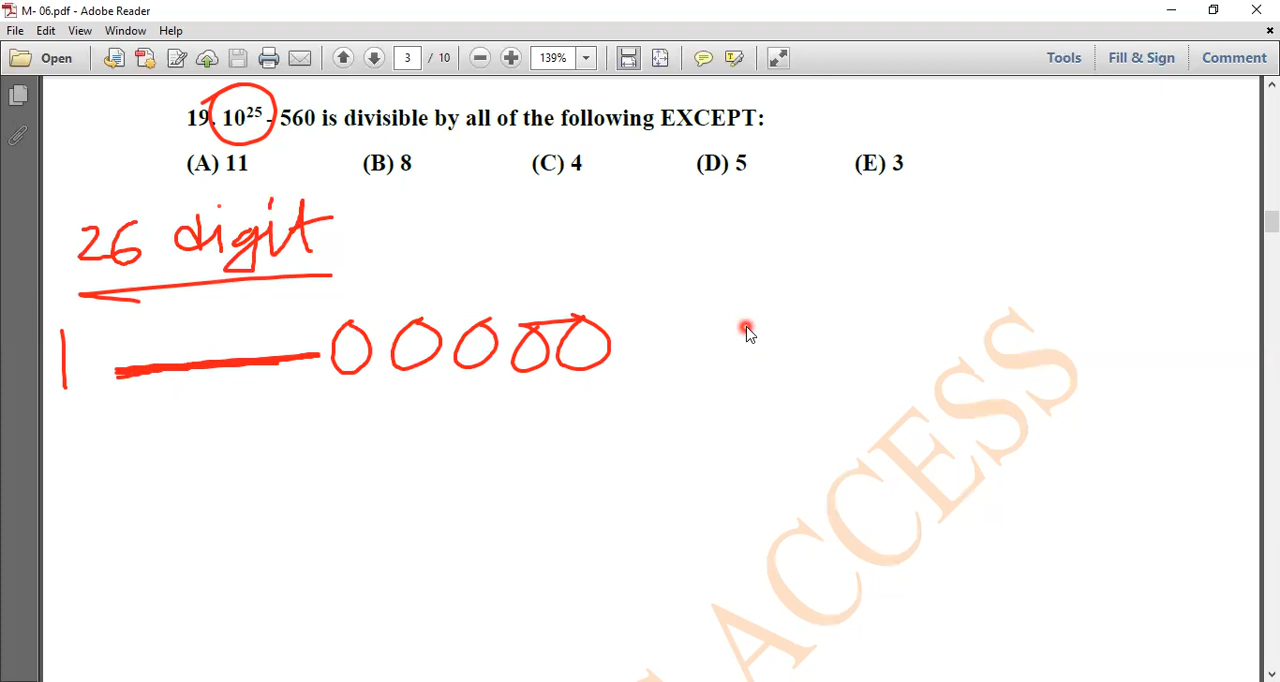 M- 06.pdf - Adobe Reader
File Edit View Window Help
Open 3 / 10 139% Tools Fill & Sign Comment
19. 10²⁵ - 560 is divisible by all of the following EXCEPT:
(A) 11 (B) 8 (C) 4 (D) 5 (E) 3
26 digit
1 00000
ACCESS
ACCESS